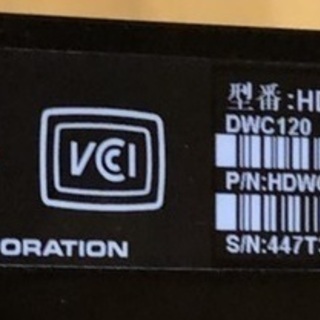 VCCI
ORATION
型番:HD
DWC120
P/N:HDW
S/N:447T